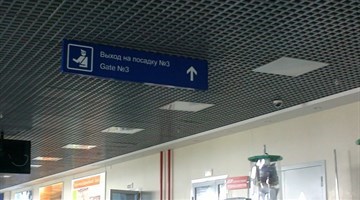 Выход на посадку №3
Gate №3